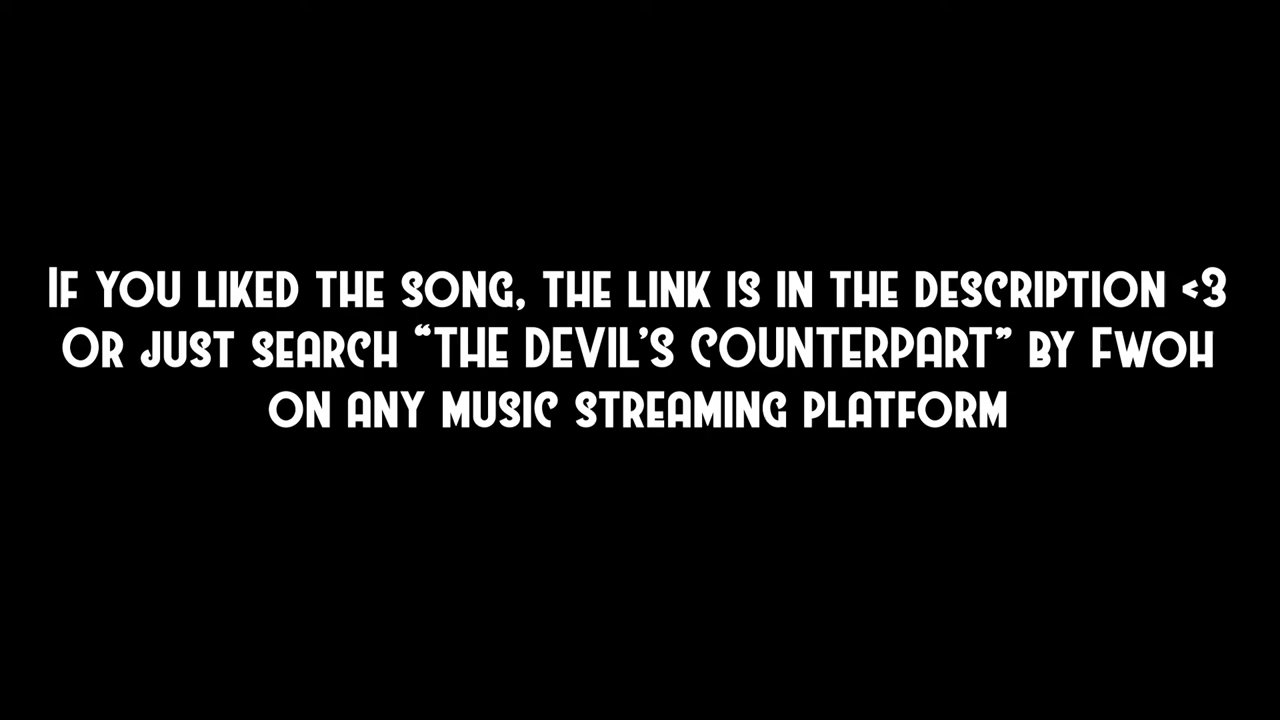 If you liked the song, the link is in the description <3
Or just search “THE DEVIL’S COUNTERPART” by Fwoh
on any music streaming platform